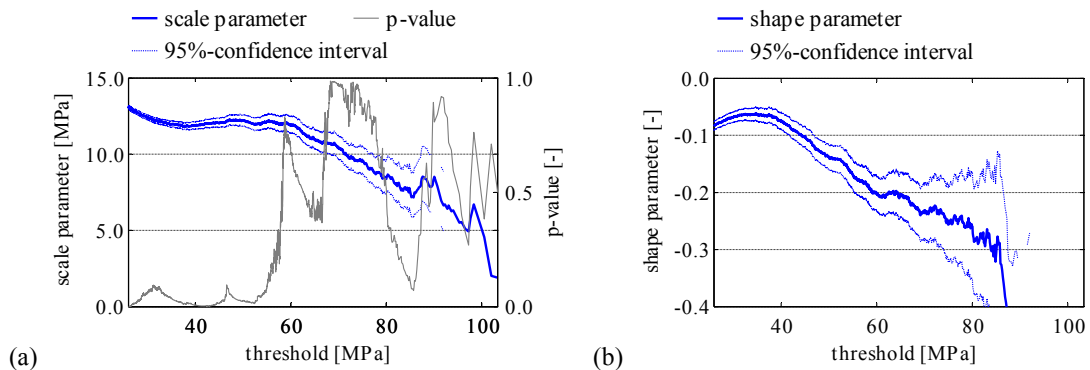 scale parameter p-value
95%-confidence interval
15.0 1.0
10.0
0.5
5.0
0.0 0.0
40 60 80 100
threshold [MPa]
scale parameter [MPa]
p-value [-]
(a)
shape parameter
95%-confidence interval
0.0
-0.1
-0.2
-0.3
-0.4
40 60 80 100
threshold [MPa]
shape parameter [-]
(b)